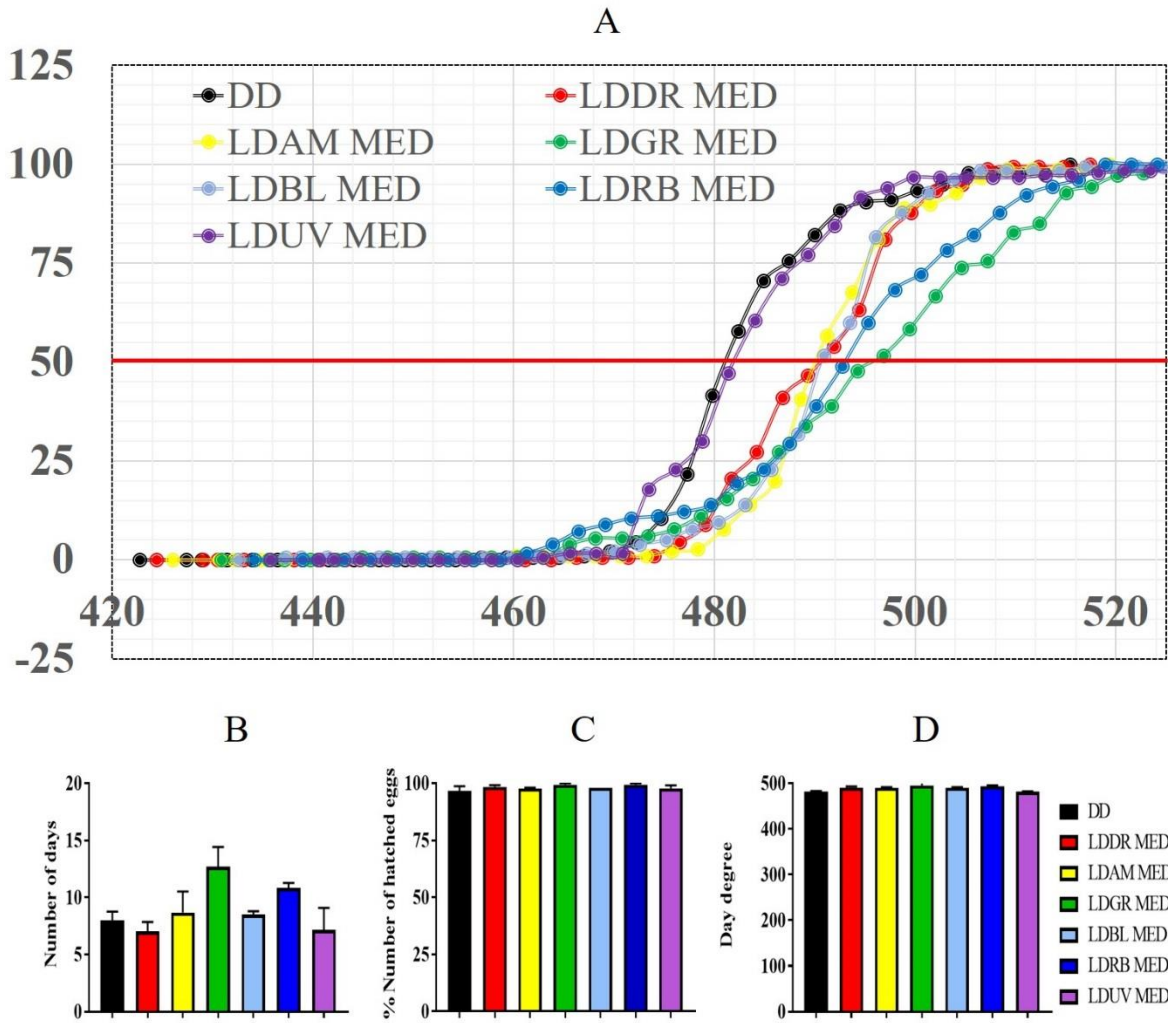 A
125
100
75
50
25
0
-25
DD
LDDR MED
LDAM MED
LDGR MED
LDBL MED
LDRB MED
LDUV MED
420
440
460
480
500
520
B
Number of days
20
15
10
5
0
C
% Number of hatched eggs
100
75
50
25
0
D
Day degree
500
400
300
200
100
0
DD
LDDR MED
LDAM MED
LDGR MED
LDBL MED
LDRB MED
LDUV MED